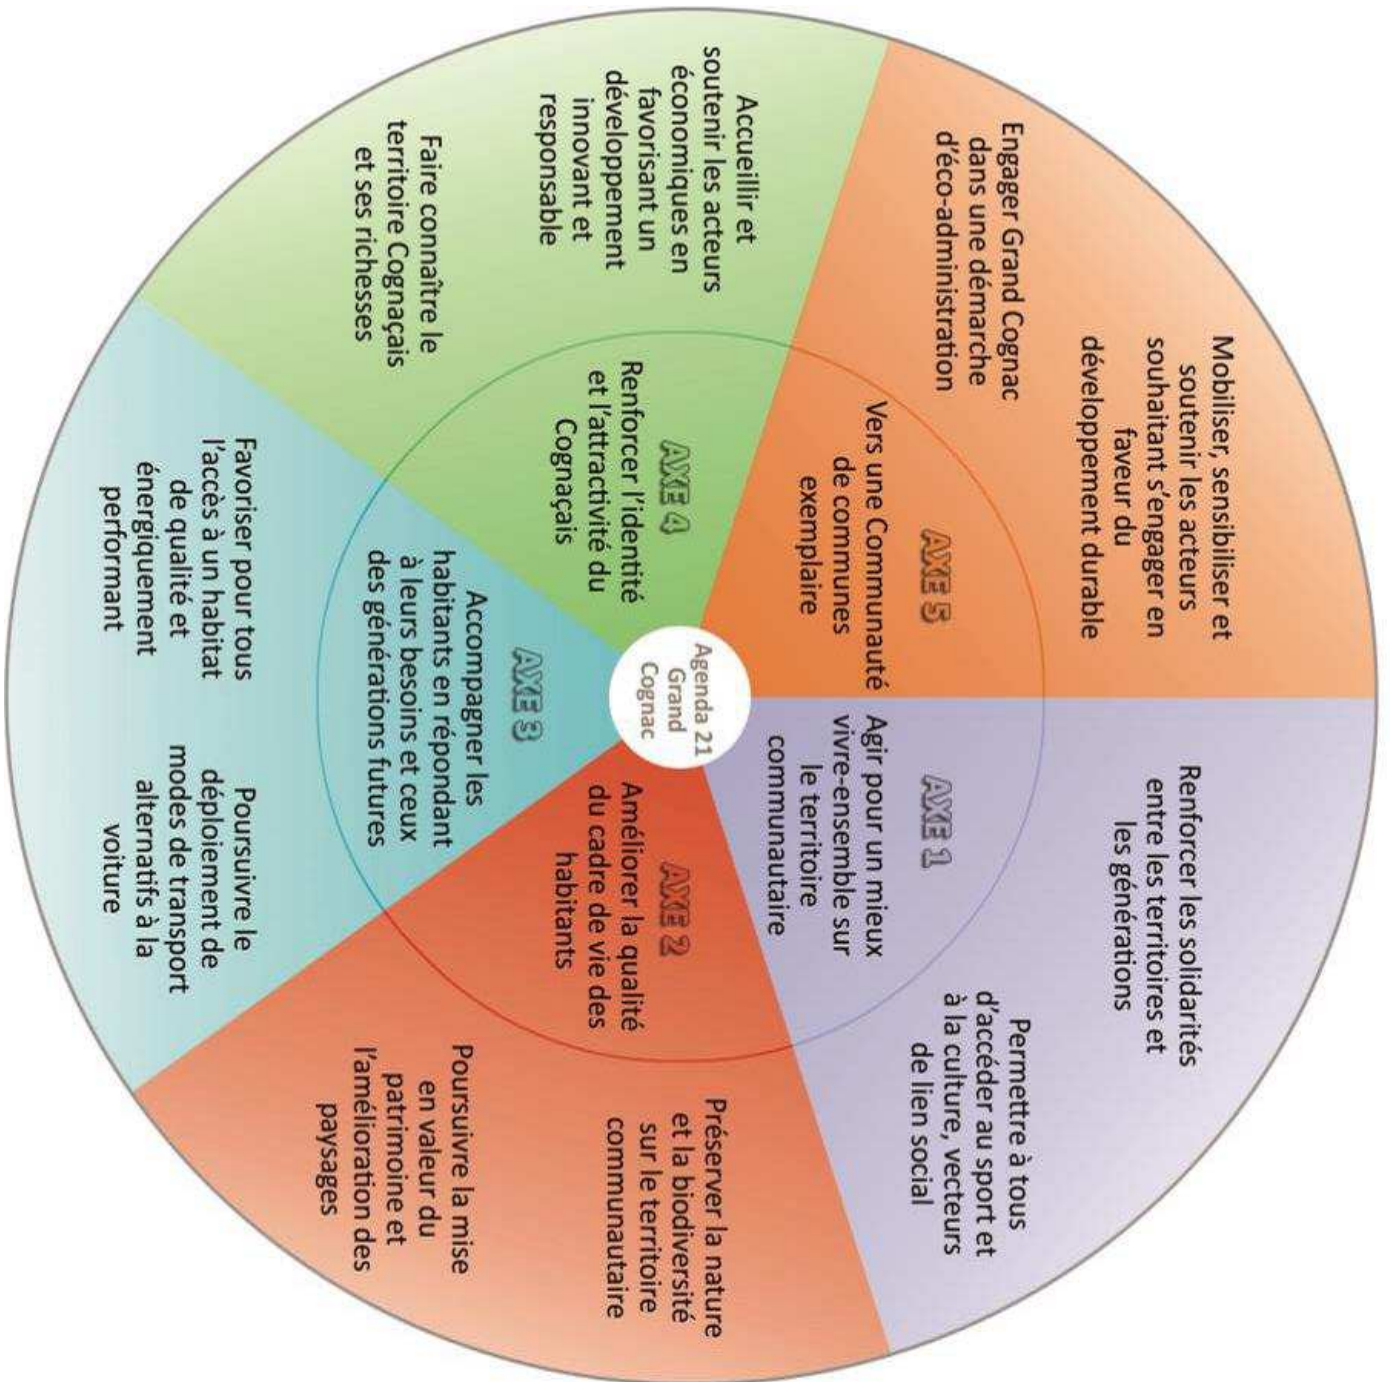 Agenda 21
Grand
Cognac
AXE 1
Agir pour un mieux
vivre-ensemble sur
le territoire
communautaire
Renforcer les solidarités
entre les territoires et
les générations
Permettre à tous
d'accéder au sport et
à la culture, vecteurs
de lien social
AXE 2
Améliorer la qualité
du cadre de vie des
habitants
Préserver la nature
et la biodiversité
sur le territoire
communautaire
Poursuivre la mise
en valeur du
patrimoine et
l'amélioration des
paysages
AXE 3
Accompagner les
habitants en répondant
à leurs besoins et ceux
des générations futures
Poursuivre le
déploiement de
modes de transport
alternatifs à la
voiture
Favoriser pour tous
l'accès à un habitat
de qualité et
énergiquement
performant
AXE 4
Renforcer l'identité
et l'attractivité du
Cognaçais
Faire connaître le
territoire Cognaçais
et ses richesses
Accueillir et
soutenir les acteurs
économiques en
favorisant un
développement
innovant et
responsable
AXE 5
Vers une Communauté
de communes
exemplaire
Engager Grand Cognac
dans une démarche
d'éco-administration
Mobiliser, sensibiliser et
soutenir les acteurs
souhaitant s'engager en
faveur du
développement durable